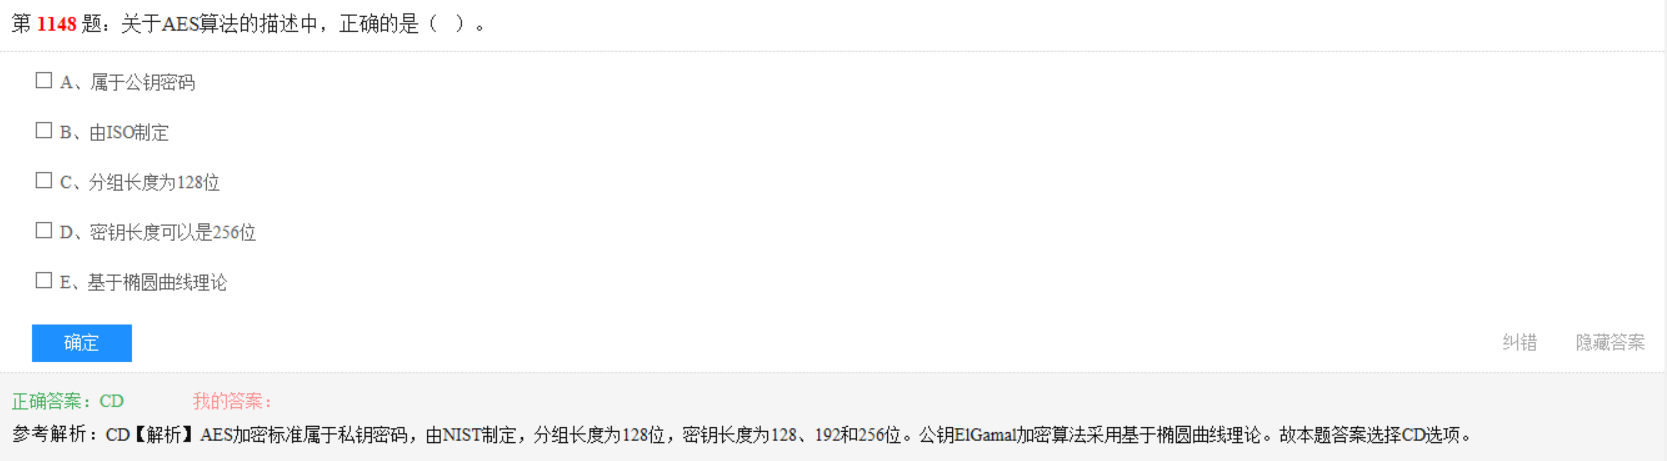 第 1148 题：关于AES算法的描述中，正确的是（　）。
A、属于公钥密码
B、由ISO制定
C、分组长度为128位
D、密钥长度可以是256位
E、基于椭圆曲线理论
确定 纠错 隐藏答案
正确答案：CD 我的答案：
参考解析：CD【解析】AES加密标准属于私钥密码，由NIST制定，分组长度为128位，密钥长度为128、192和256位。公钥ElGamal加密算法采用基于椭圆曲线理论。故本题答案选择CD选项。